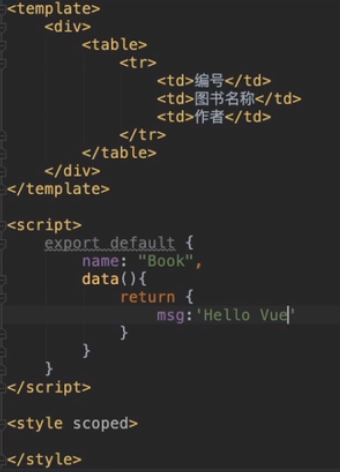 <template>
    <div>
        <table>
            <tr>
                <td>编号</td>
                <td>图书名称</td>
                <td>作者</td>
            </tr>
        </table>
    </div>
</template>

<script>
    export default {
        name: "Book",
        data(){
            return {
                msg:'Hello Vue'
            }
        }
    }
</script>

<style scoped>

</style>